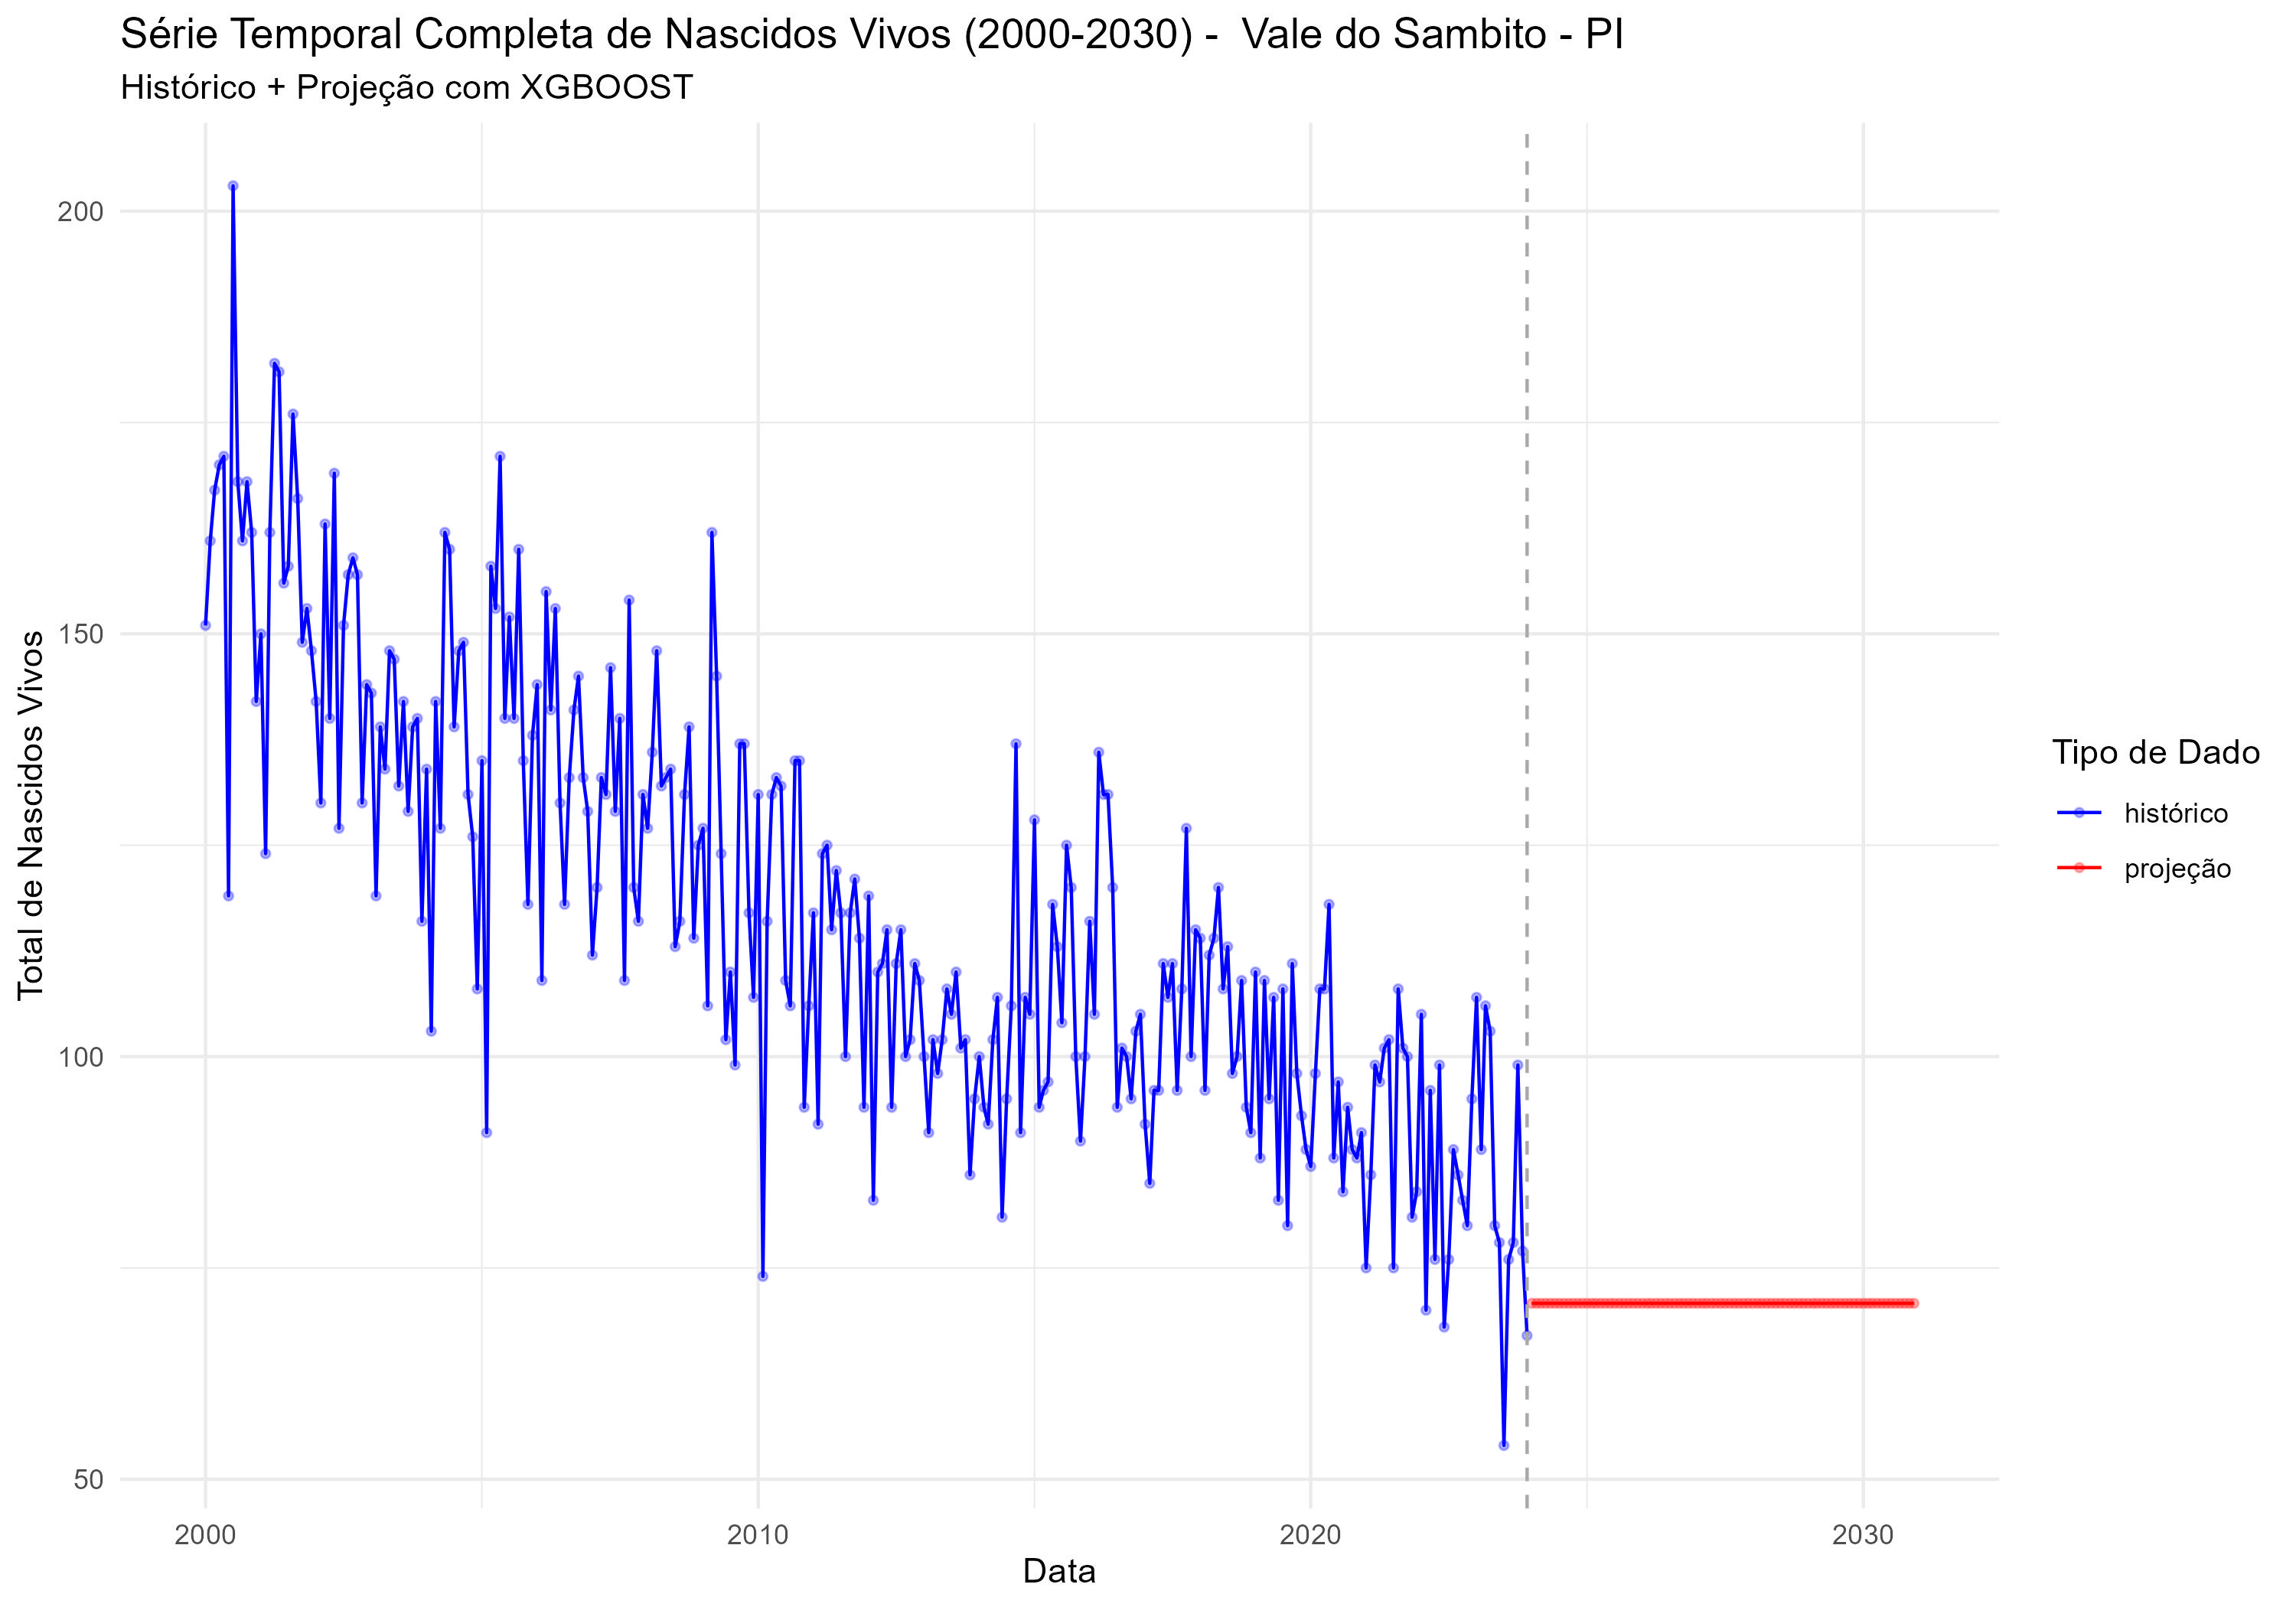 Série Temporal Completa de Nascidos Vivos (2000-2030) -  Vale do Sambito - PI
Histórico + Projeção com XGBOOST
Total de Nascidos Vivos
200
150
100
50
2000
2010
2020
2030
Data
Tipo de Dado
histórico
projeção